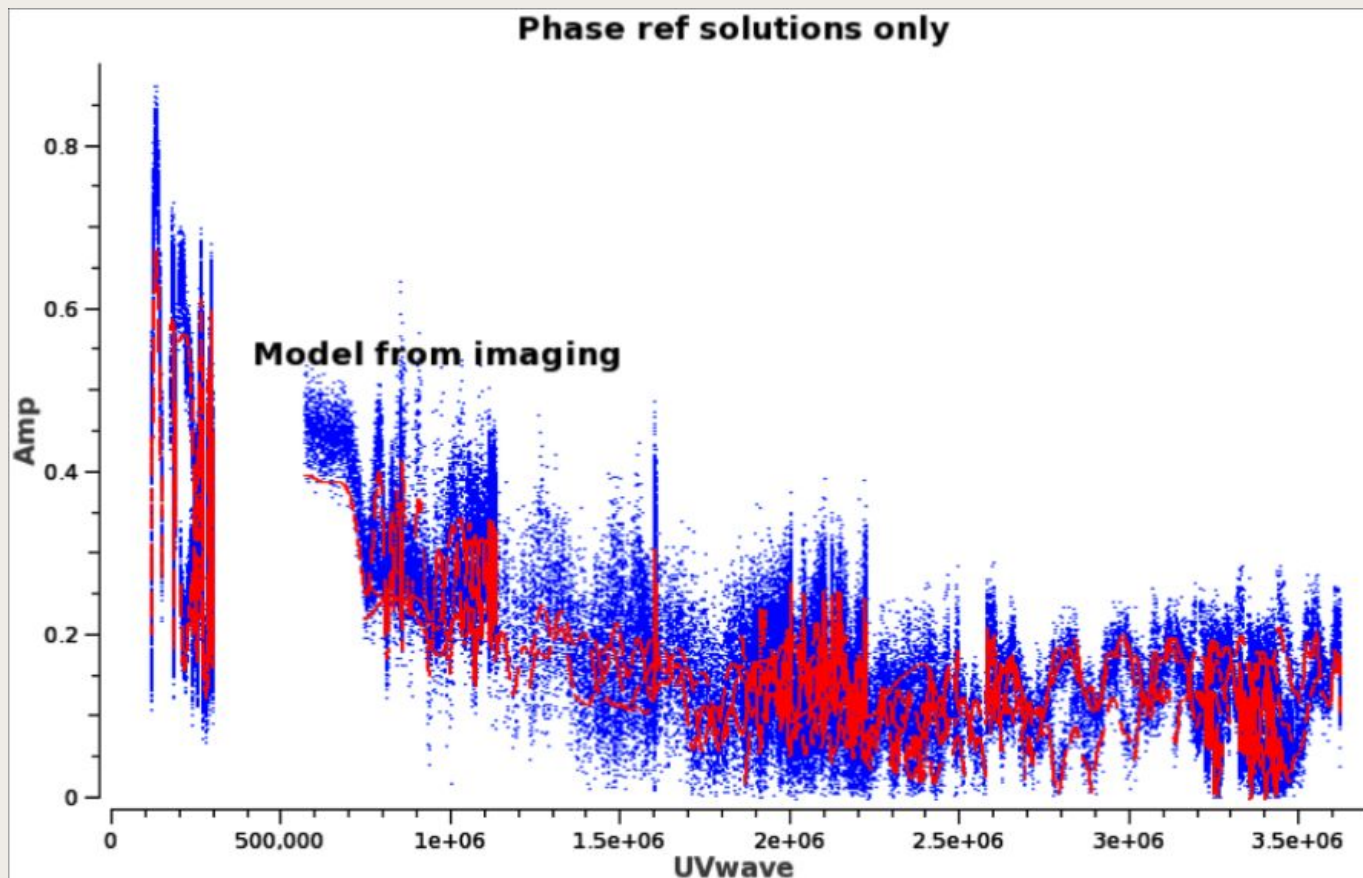 Phase ref solutions only
0.8
0.6
Model from imaging
0.4
0.2
0
Amp
0 500,000 1e+06 1.5e+06 2e+06 2.5e+06 3e+06 3.5e+06
UVwave